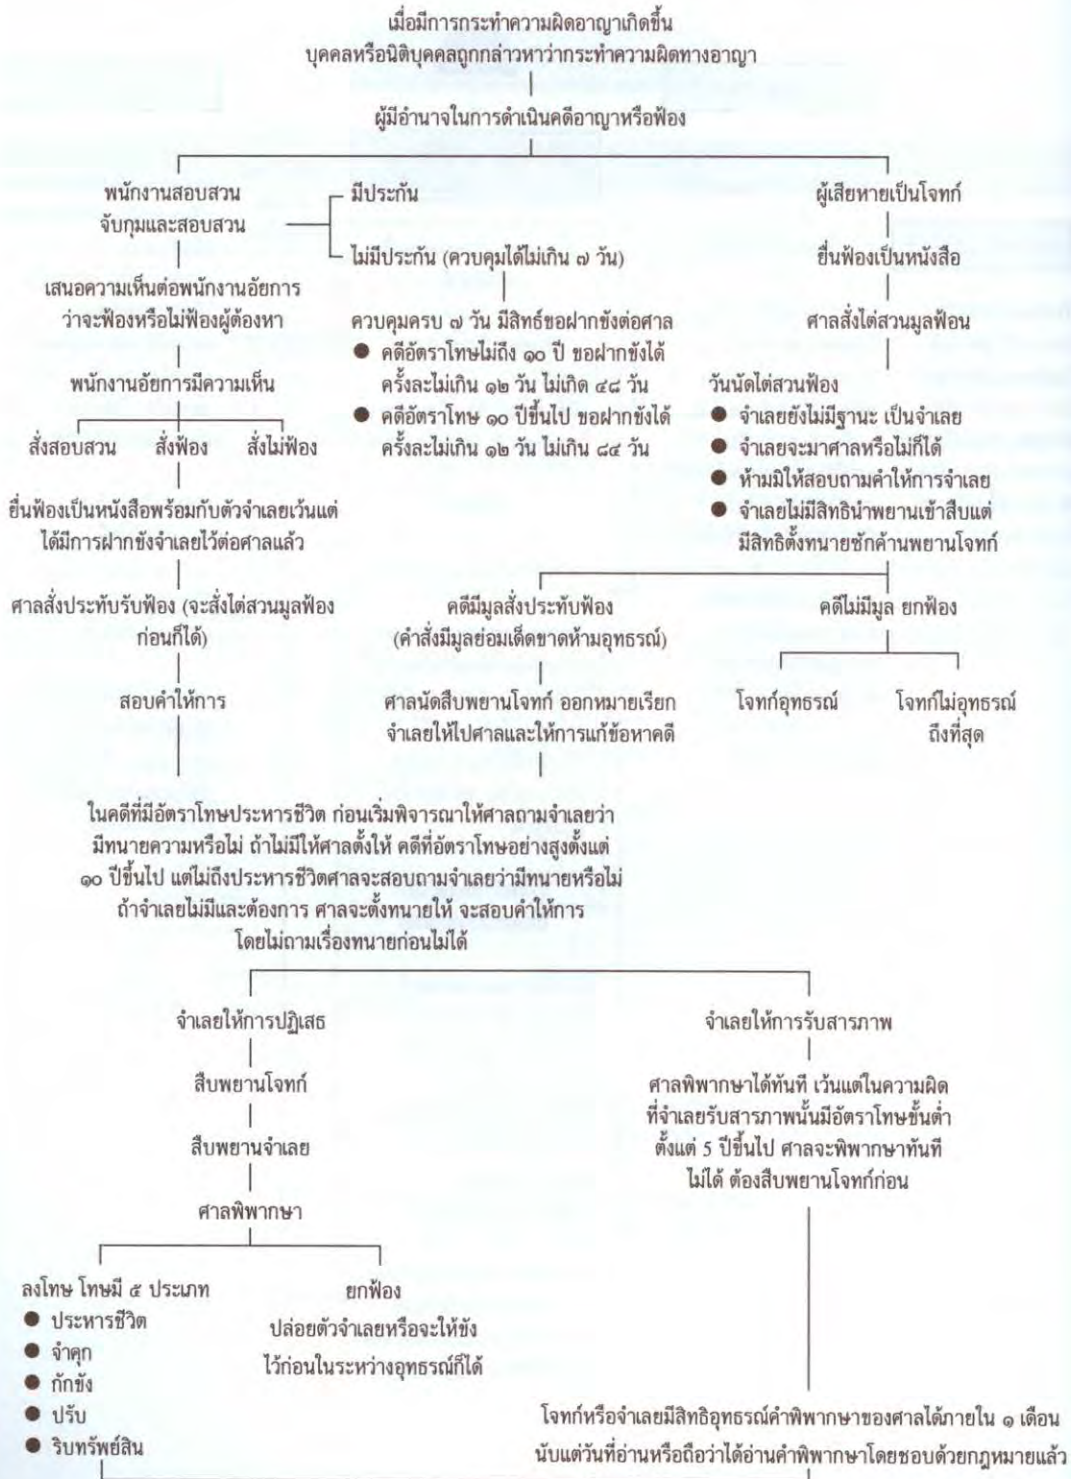 เมื่อมีการกระทำความผิดอาญาเกิดขึ้น
บุคคลหรือนิติบุคคลถูกกล่าวหาว่ากระทำความผิดทางอาญา
ผู้มีอำนาจในการดำเนินคดีอาญาหรือฟ้อง
พนักงานสอบสวน
จับกุมและสอบสวน
เสนอความเห็นต่อพนักงานอัยการ
ว่าจะฟ้องหรือไม่ฟ้องผู้ต้องหา
พนักงานอัยการมีความเห็น
สั่งสอบสวน สั่งฟ้อง สั่งไม่ฟ้อง
ยื่นฟ้องเป็นหนังสือพร้อมกับตัวจำเลยเว้นแต่
ได้มีการฝากขังจำเลยไว้ต่อศาลแล้ว
ศาลสั่งประทับรับฟ้อง (จะสั่งไต่สวนมูลฟ้อง
ก่อนก็ได้)
สอบคำให้การ
มีประกัน
ไม่มีประกัน (ควบคุมได้ไม่เกิน ๗ วัน)
ควบคุมครบ ๗ วัน มีสิทธ์ขอฝากขังต่อศาล
● คดีอัตราโทษไม่ถึง ๑๐ ปี ขอฝากขังได้
ครั้งละไม่เกิน ๑๒ วัน ไม่เกิด ๔๘ วัน
● คดีอัตราโทษ ๑๐ ปีขึ้นไป ขอฝากขังได้
ครั้งละไม่เกิน ๑๒ วัน ไม่เกิน ๘๔ วัน
ผู้เสียหายเป็นโจทก์
ยื่นฟ้องเป็นหนังสือ
ศาลสั่งไต่สวนมูลฟ้อน
วันนัดไต่สวนฟ้อง
● จำเลยยังไม่มีฐานะ เป็นจำเลย
● จำเลยจะมาศาลหรือไม่ก็ได้
● ห้ามมิให้สอบถามคำให้การจำเลย
● จำเลยไม่มีสิทธินำพยานเข้าสืบแต่
มีสิทธิตั้งทนายซักค้านพยานโจทก์
คดีมีมูลสั่งประทับฟ้อง
(คำสั่งมีมูลย่อมเด็ดขาดห้ามอุทธรณ์)
ศาลนัดสืบพยานโจทก์ ออกหมายเรียก
จำเลยให้ไปศาลและให้การแก้ข้อหาคดี
คดีไม่มีมูล ยกฟ้อง
โจทก์อุทธรณ์
โจทก์ไม่อุทธรณ์
ถึงที่สุด
ในคดีที่มีอัตราโทษประหารชีวิต ก่อนเริ่มพิจารณาให้ศาลถามจำเลยว่า
มีทนายความหรือไม่ ถ้าไม่มีให้ศาลตั้งให้ คดีที่อัตราโทษอย่างสูงตั้งแต่
๑๐ ปีขึ้นไป แต่ไม่ถึงประหารชีวิตศาลจะสอบถามจำเลยว่ามีทนายหรือไม่
ถ้าจำเลยไม่มีและต้องการ ศาลจะตั้งทนายให้ จะสอบคำให้การ
โดยไม่ถามเรื่องทนายก่อนไม่ได้
จำเลยให้การปฏิเสธ
สืบพยานโจทก์
สืบพยานจำเลย
ศาลพิพากษา
ลงโทษ โทษมี ๕ ประเภท
● ประหารชีวิต
● จำคุก
● กักขัง
● ปรับ
● ริบทรัพย์สิน
ยกฟ้อง
ปล่อยตัวจำเลยหรือจะให้ขัง
ไว้ก่อนในระหว่างอุทธรณ์ก็ได้
จำเลยให้การรับสารภาพ
ศาลพิพากษาได้ทันที เว้นแต่ในความผิด
ที่จำเลยรับสารภาพนั้นมีอัตราโทษขั้นต่ำ
ตั้งแต่ 5 ปีขึ้นไป ศาลจะพิพากษาทันที
ไม่ได้ ต้องสืบพยานโจทก์ก่อน
โจทก์หรือจำเลยมีสิทธิอุทธรณ์คำพิพากษาของศาลได้ภายใน ๑ เดือน
นับแต่วันที่อ่านหรือถือว่าได้อ่านคำพิพากษาโดยชอบด้วยกฎหมายแล้ว